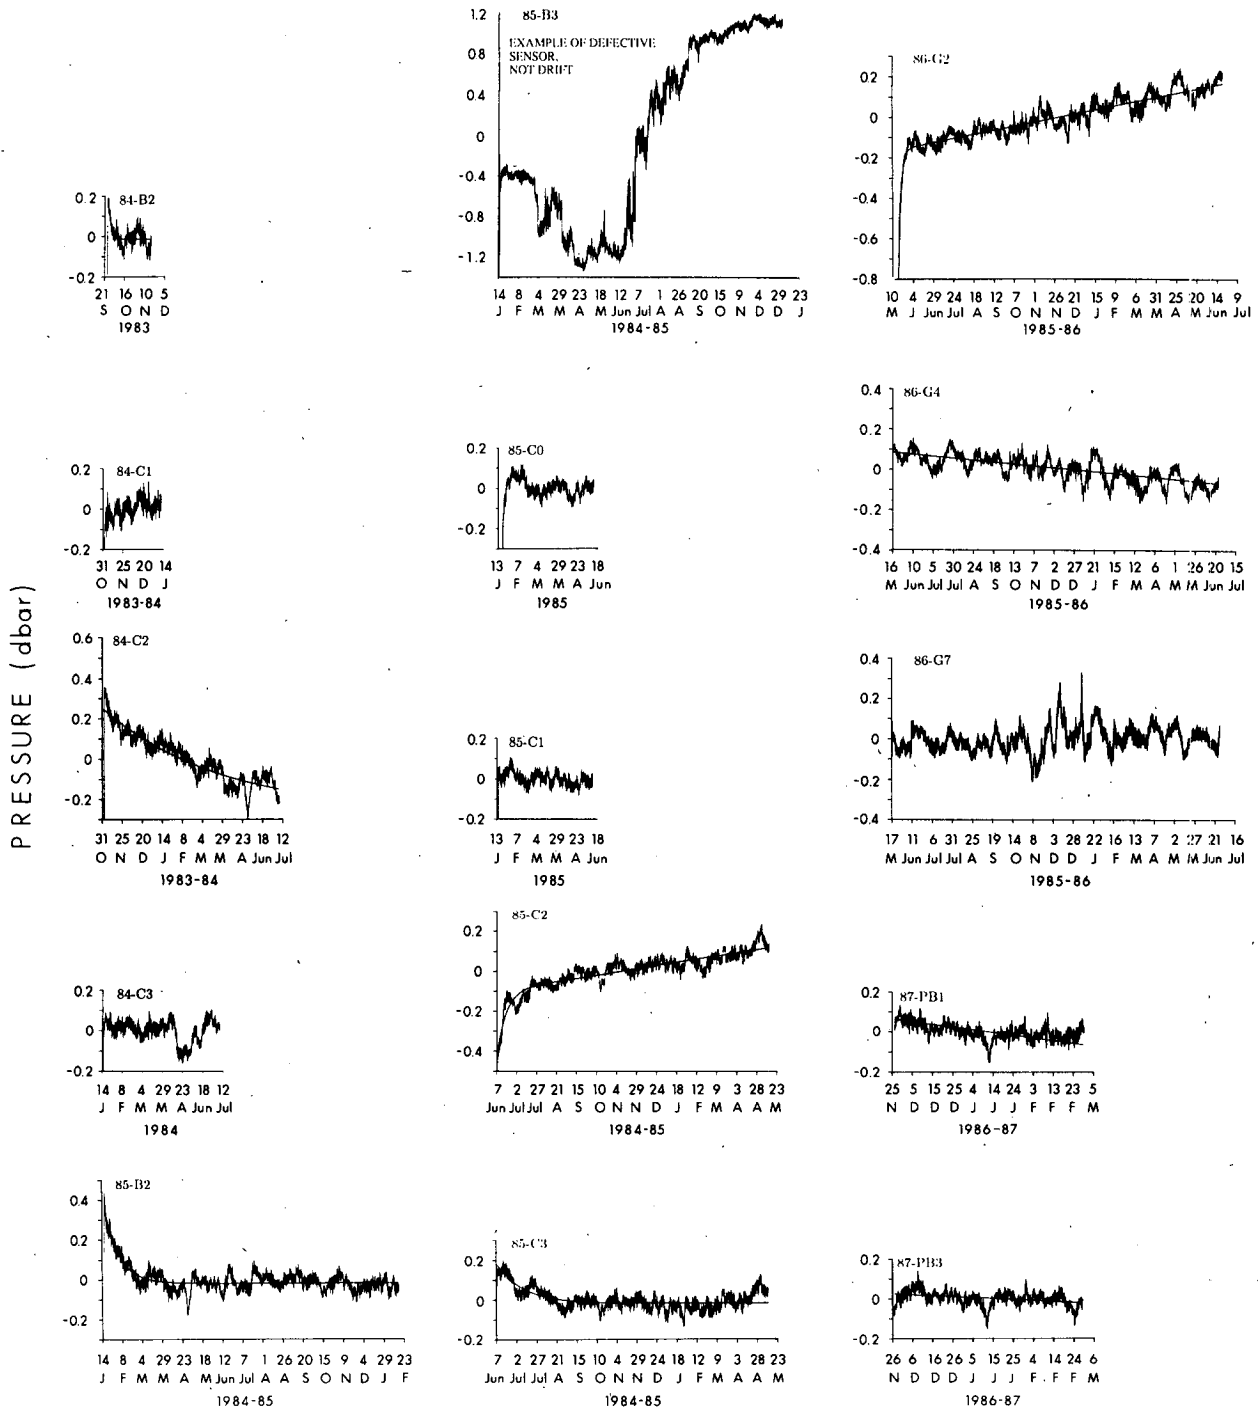 PRESSURE (dbar)
84-B2
0.2
0
-0.2
21 16 10 5
S O N D
1983
84-C1
0.2
0
-0.2
31 25 20 14
O N D J
1983-84
84-C2
0.6
0.4
0.2
0
-0.2
31 25 20 14 8 4 29 23 18 12
O N D J F M M A Jun Jul
1983-84
84-C3
0.2
0
-0.2
14 8 4 29 23 18 12
J F M M A Jun Jul
1984
85-B2
0.4
0.2
0
-0.2
14 8 4 29 23 18 12 7 1 26 20 15 9 4 29 23
J F M M A M Jun Jul A A S O N D J F
1984-85
85-B3
EXAMPLE OF DEFECTIVE
SENSOR,
NOT DRIFT
1.2
0.8
0.4
0
-0.4
-0.8
-1.2
14 8 4 29 23 18 12 7 1 26 20 15 9 4 29 23
J F M M A M Jun Jul A A S O N D D J
1984-85
85-C0
0.2
0
-0.2
13 7 4 29 23 18
J F M M A Jun
1985
85-C1
0.2
0
-0.2
13 7 4 29 23 18
J F M M A Jun
1985
85-C2
0.2
0
-0.2
-0.4
7 2 27 21 15 10 4 29 24 18 12 9 3 28 23
Jun Jul Jul A S O N N D J F M A A M
1984-85
85-C3
0.2
0
-0.2
7 2 27 21 15 10 4 29 24 18 12 9 3 28 23
Jun Jul Jul A S O N N D J F M A A M
1984-85
86-G2
0.2
0
-0.2
-0.4
-0.6
-0.8
10 4 29 24 18 12 7 1 26 21 15 9 6 31 25 20 14 9
M J Jun Jul A S O N N D J F M M A M Jun Jul
1985-86
86-G4
0.4
0.2
0
-0.2
-0.4
16 10 5 30 24 18 13 7 2 27 21 15 12 6 1 26 20 15
M Jun Jul Jul A S O N D D J F M A M M Jun Jul
1985-86
86-G7
0.4
0.2
0
-0.2
-0.4
17 11 6 31 25 19 14 8 3 28 22 16 13 7 2 27 21 16
M Jun Jul Jul A S O N D D J F M A M M Jun Jul
1985-86
87-PB1
0.2
0
-0.2
25 5 15 25 4 14 24 3 13 23 5
N D D D J J J F F F M
1986-87
87-PB3
0.2
0
-0.2
26 6 16 26 5 15 25 4 14 24 6
N D D D J J J F F F M
1986-87